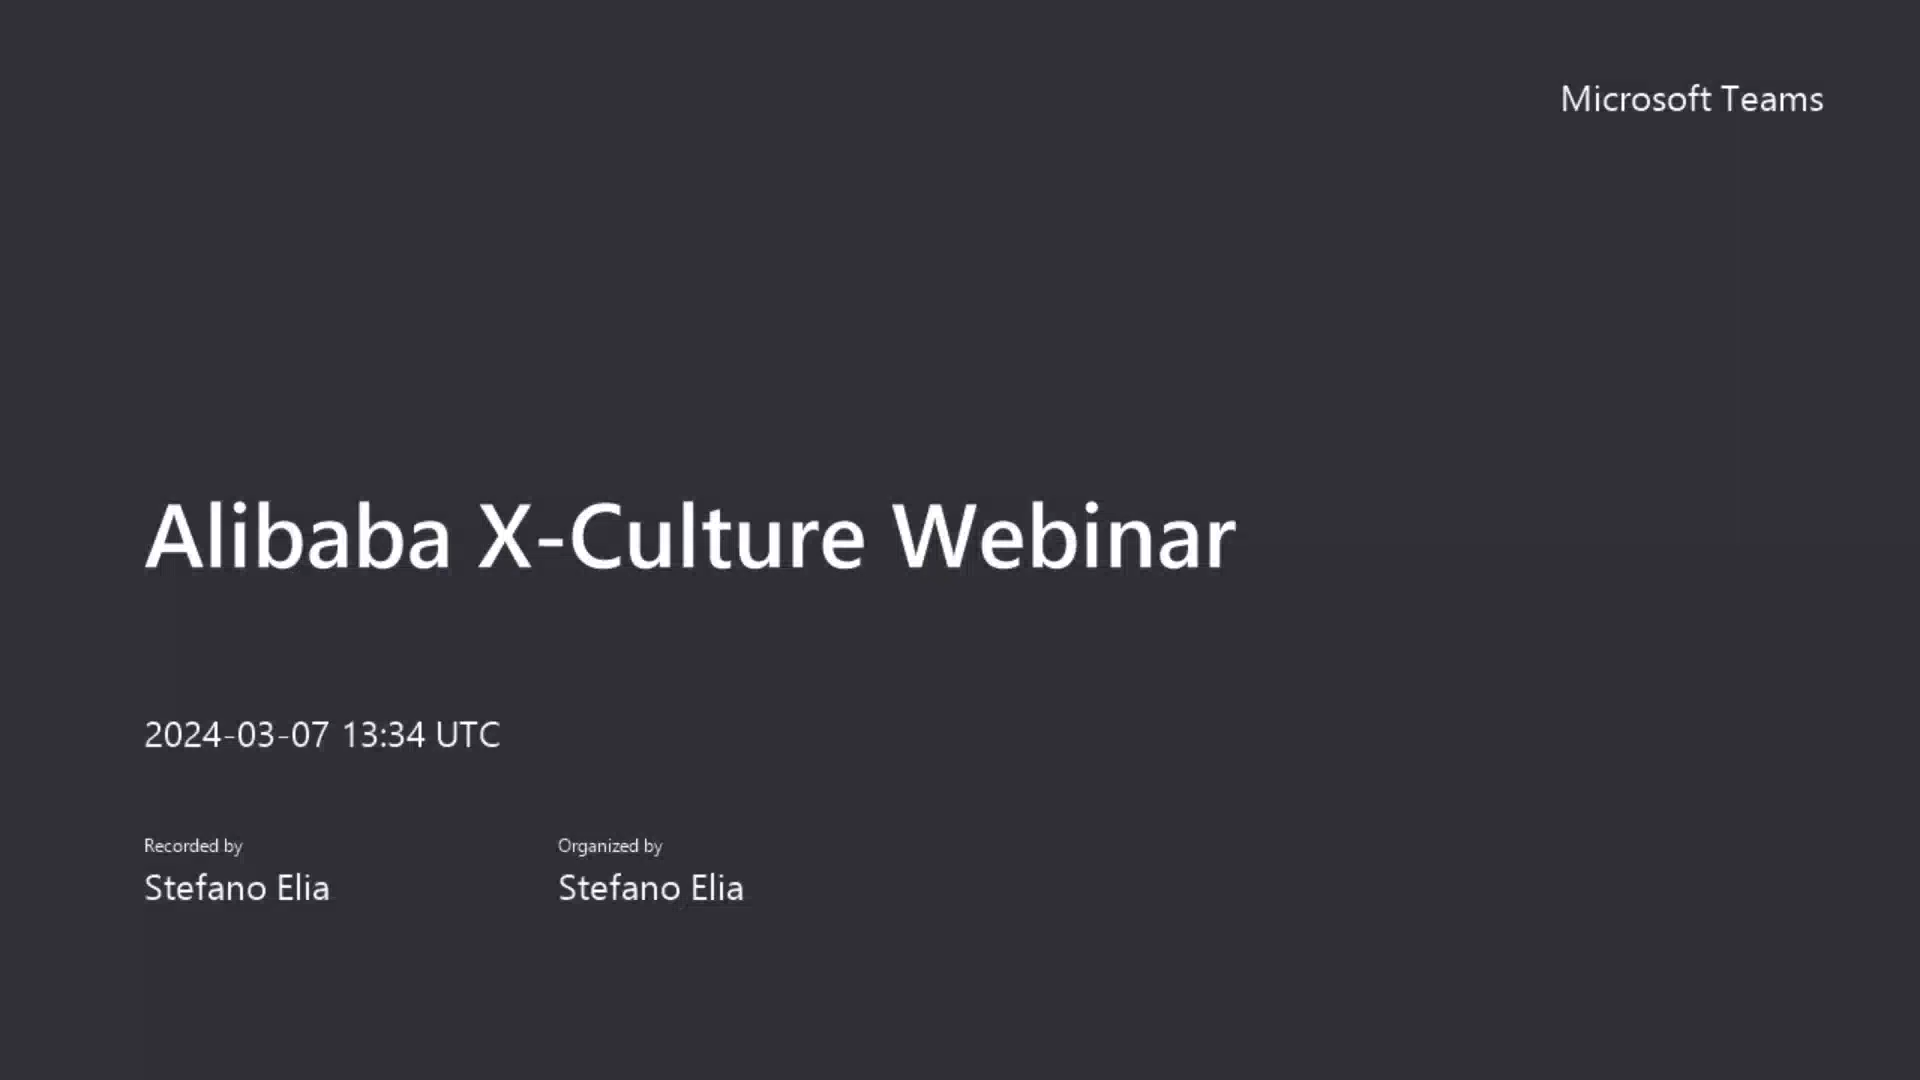 Microsoft Teams
Alibaba X-Culture Webinar
2024-03-07 13:34 UTC
Recorded by
Stefano Elia
Organized by
Stefano Elia